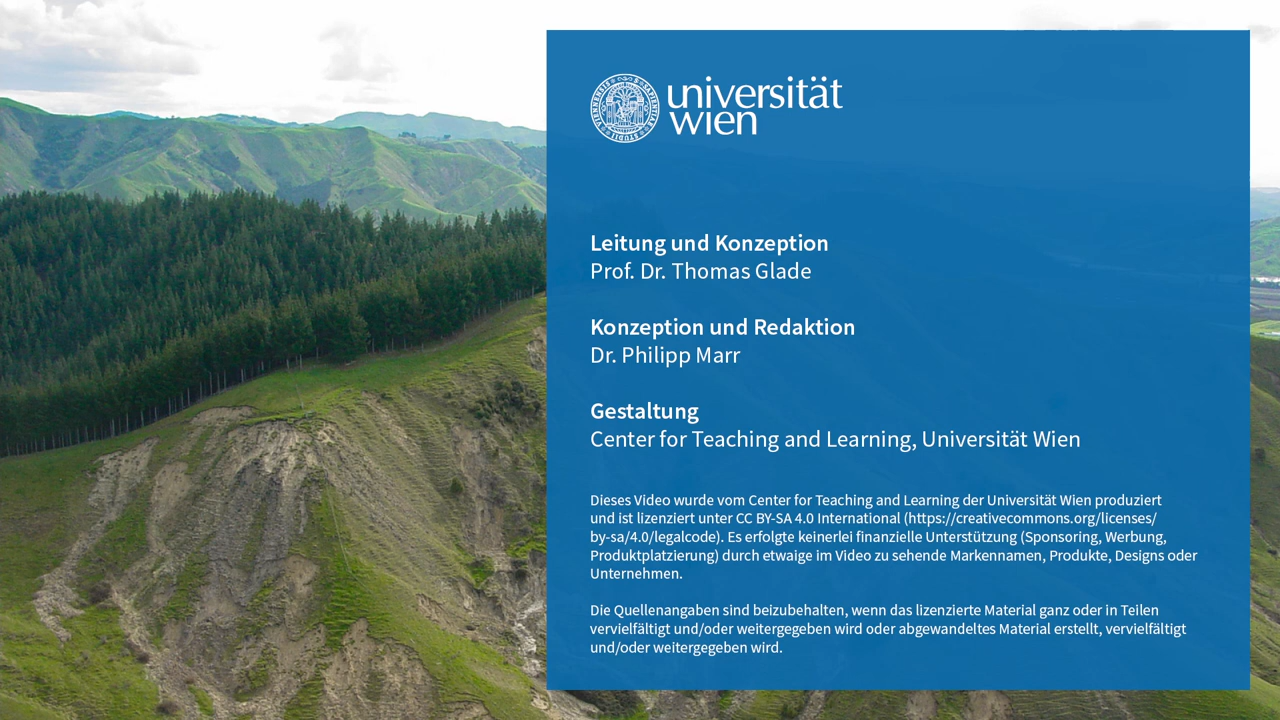 universität
wien
Leitung und Konzeption
Prof. Dr. Thomas Glade
Konzeption und Redaktion
Dr. Philipp Marr
Gestaltung
Center for Teaching and Learning, Universität Wien
Dieses Video wurde vom Center for Teaching and Learning der Universität Wien produziert
und ist lizenziert unter CC BY-SA 4.0 International (https://creativecommons.org/licenses/
by-sa/4.0/legalcode). Es erfolgte keinerlei finanzielle Unterstützung (Sponsoring, Werbung,
Produktplatzierung) durch etwaige im Video zu sehende Markennamen, Produkte, Designs oder
Unternehmen.
Die Quellenangaben sind beizubehalten, wenn das lizenzierte Material ganz oder in Teilen
vervielfältigt und/oder weitergegeben wird oder abgewandeltes Material erstellt, vervielfältigt
und/oder weitergegeben wird.